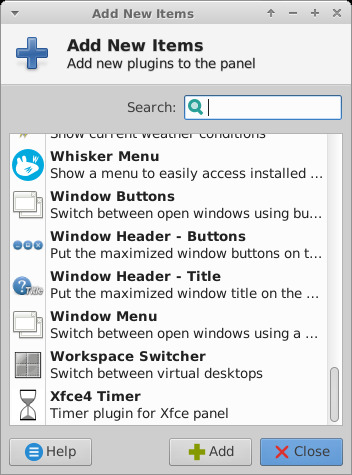 Add New Items
Add New Items
Add new plugins to the panel
Search:
Show current weather conditions
Whisker Menu
Show a menu to easily access installed ...
Window Buttons
Switch between open windows using bu...
Window Header - Buttons
Put the maximized window buttons on t...
Window Header - Title
Title
Put the maximized window title on the ...
Window Menu
Switch between open windows using a ...
Workspace Switcher
Switch between virtual desktops
Xfce4 Timer
Timer plugin for Xfce panel
Help
Add
Close